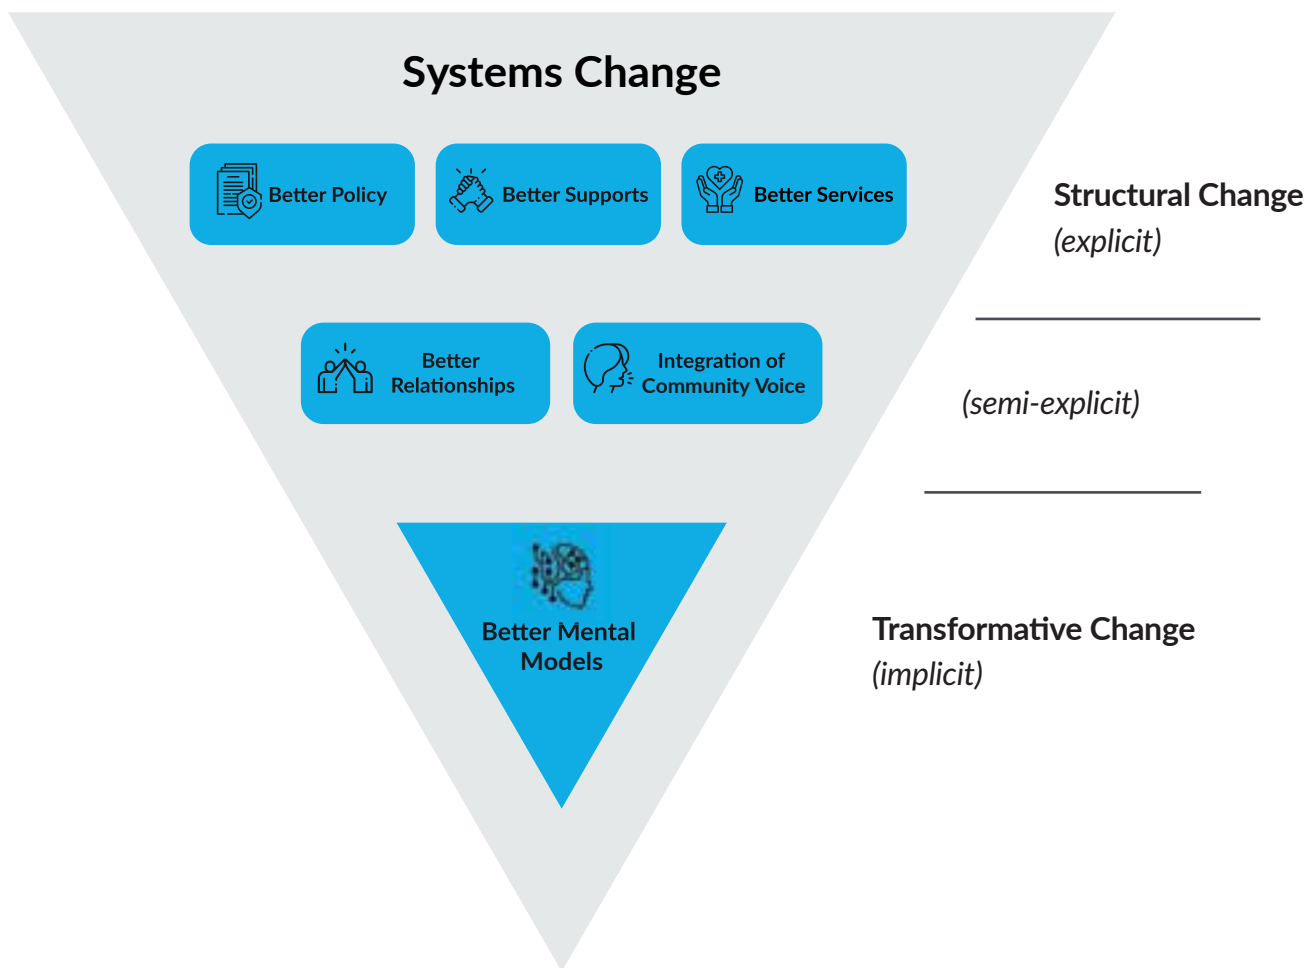 Systems Change
Better Policy
Better Supports
Better Services
Structural Change
(explicit)
Better
Relationships
Integration of
Community Voice
(semi-explicit)
Better Mental
Models
Transformative Change
(implicit)